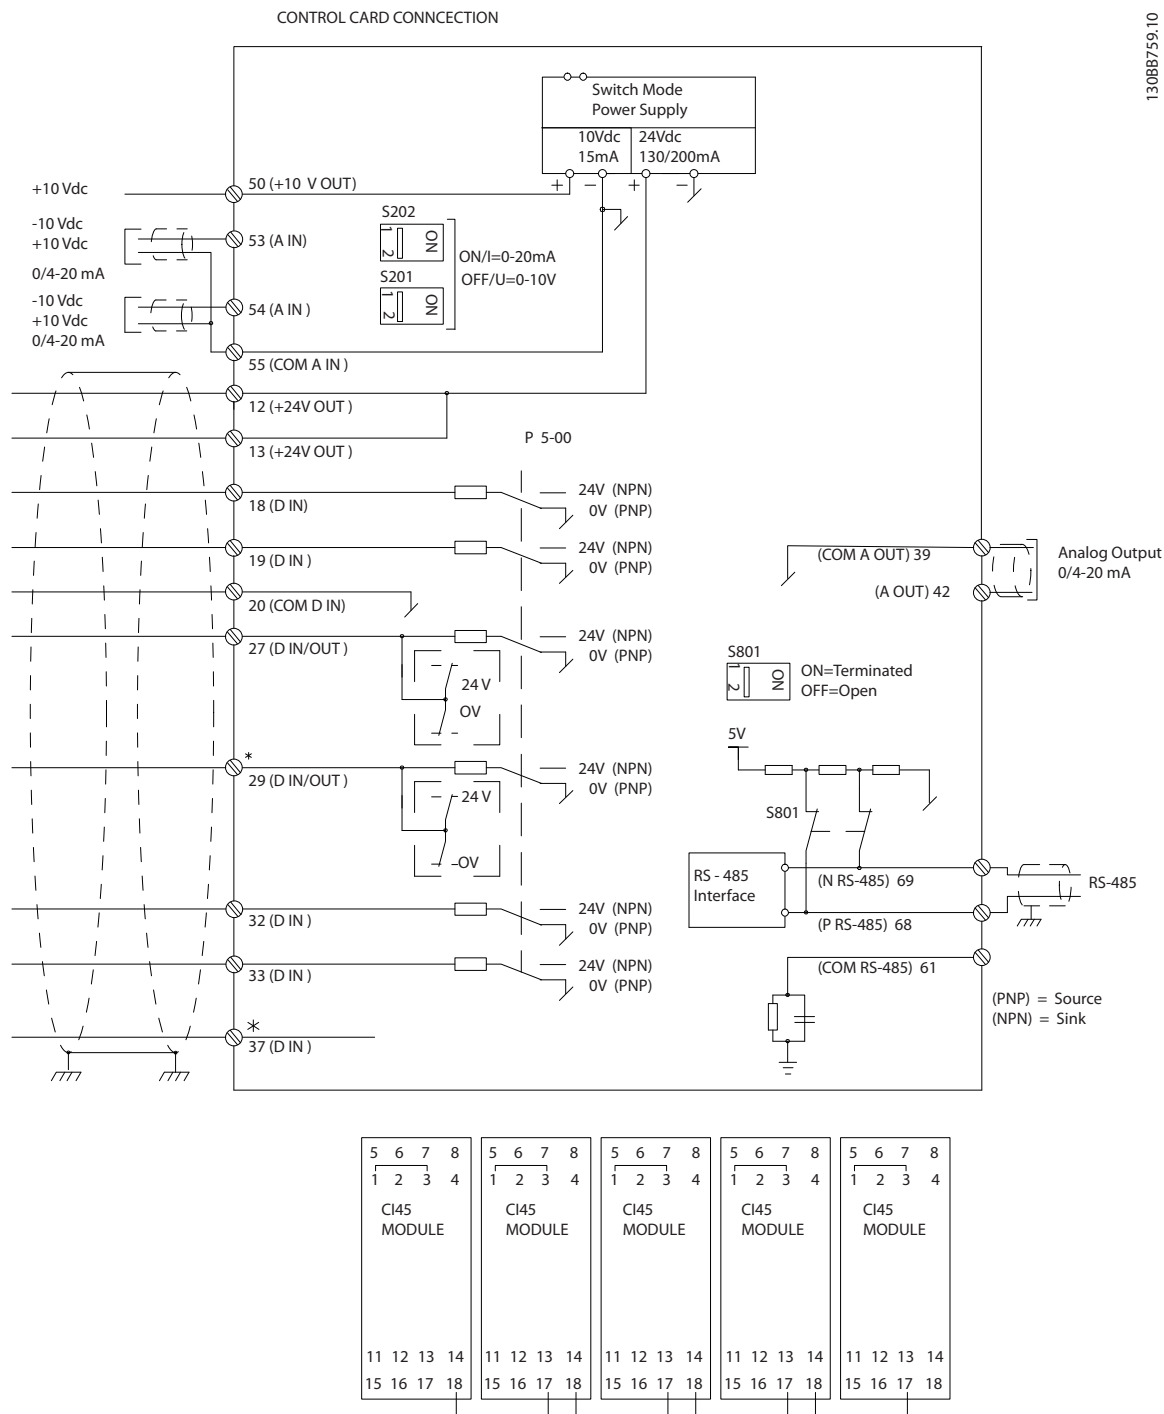 CONTROL CARD CONNCECTION
130BB759.10
Switch Mode
Power Supply
10Vdc
15mA
24Vdc
130/200mA
+
-
+
-
+10 Vdc
50 (+10 V OUT)
-10 Vdc
+10 Vdc
0/4-20 mA
53 (A IN)
S202
1
2
ON
ON/I=0-20mA
OFF/U=0-10V
S201
1
2
ON
-10 Vdc
+10 Vdc
0/4-20 mA
54 (A IN )
55 (COM A IN )
12 (+24V OUT )
13 (+24V OUT )
P 5-00
18 (D IN)
24V (NPN)
0V (PNP)
19 (D IN )
24V (NPN)
0V (PNP)
(COM A OUT) 39
Analog Output
0/4-20 mA
(A OUT) 42
20 (COM D IN)
27 (D IN/OUT )
24V (NPN)
0V (PNP)
24 V
OV
S801
1
2
ON
ON=Terminated
OFF=Open
5V
*
29 (D IN/OUT )
24V (NPN)
0V (PNP)
24 V
OV
S801
RS - 485
Interface
(N RS-485) 69
RS-485
(P RS-485) 68
32 (D IN )
24V (NPN)
0V (PNP)
33 (D IN )
24V (NPN)
0V (PNP)
(COM RS-485) 61
(PNP) = Source
(NPN) = Sink
*
37 (D IN )
5 6 7 8
1 2 3 4
CI45
MODULE
11 12 13 14
15 16 17 18
5 6 7 8
1 2 3 4
CI45
MODULE
11 12 13 14
15 16 17 18
5 6 7 8
1 2 3 4
CI45
MODULE
11 12 13 14
15 16 17 18
5 6 7 8
1 2 3 4
CI45
MODULE
11 12 13 14
15 16 17 18
5 6 7 8
1 2 3 4
CI45
MODULE
11 12 13 14
15 16 17 18